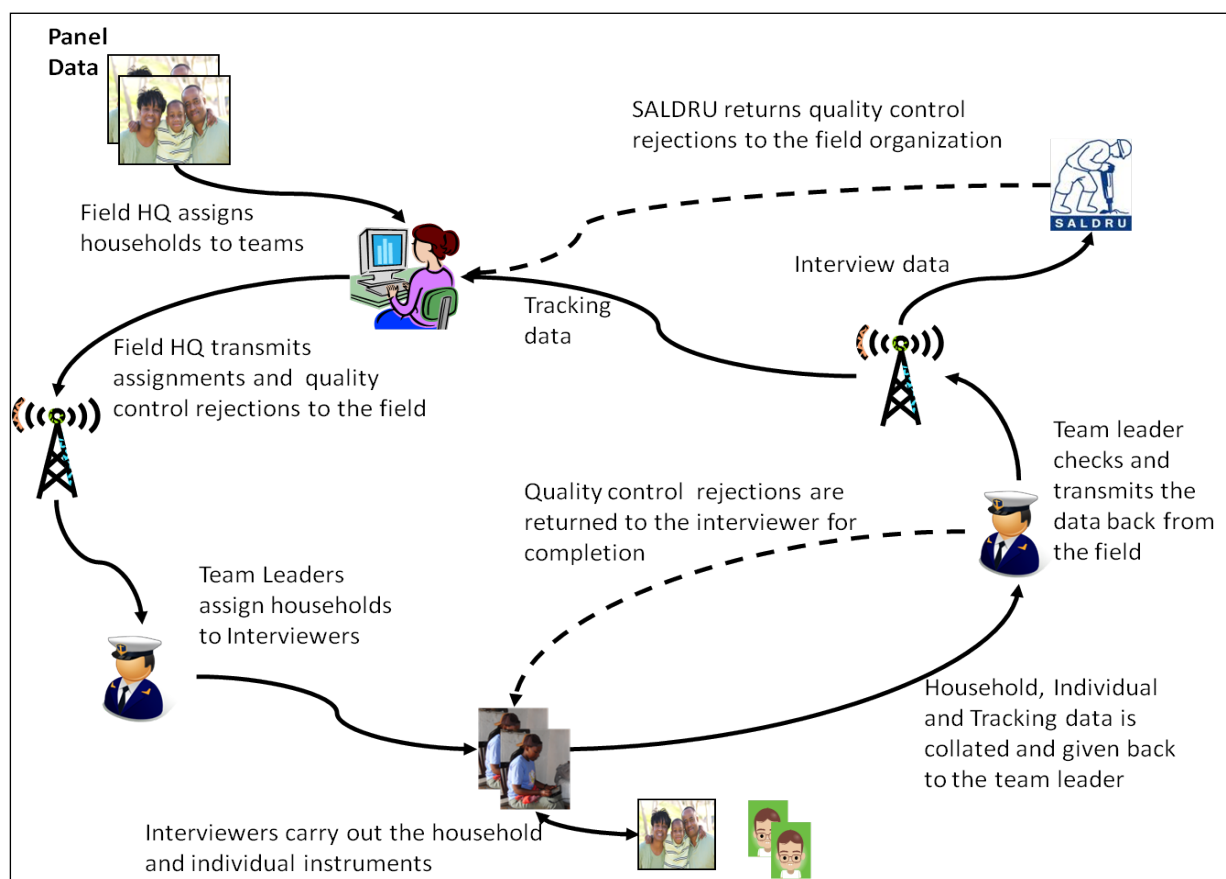 Panel
Data
SALDRU returns quality control
rejections to the field organization
SALDRU
Field HQ assigns
households to teams
Interview data
Tracking
data
Field HQ transmits
assignments and quality
control rejections to the field
Team leader
checks and
transmits the
data back from
the field
Quality control rejections are
returned to the interviewer for
completion
Team Leaders
assign households
to Interviewers
Household, Individual
and Tracking data is
collated and given back
to the team leader
Interviewers carry out the household
and individual instruments